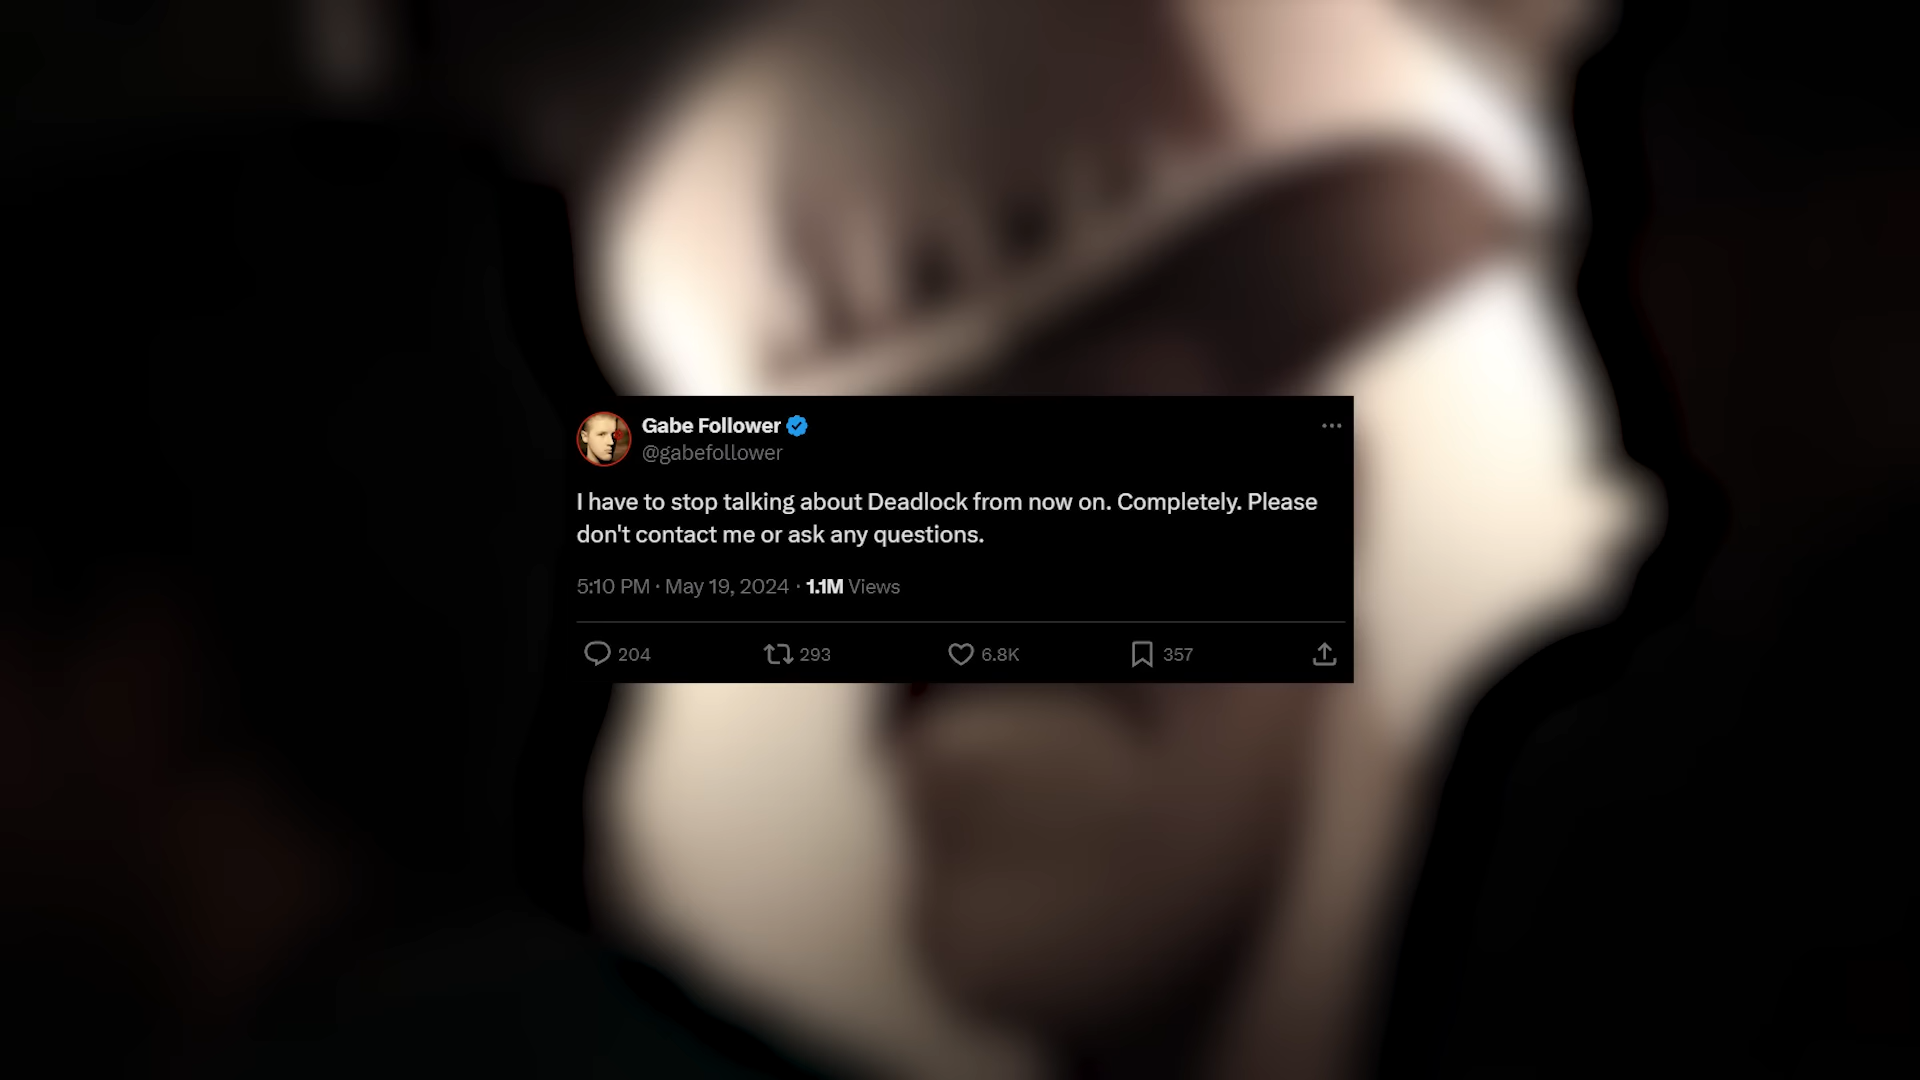 Gabe Follower
@gabefollower
I have to stop talking about Deadlock from now on. Completely. Please
don't contact me or ask any questions.
5:10 PM · May 19, 2024 · 1.1M Views
204 293 6.8K 357